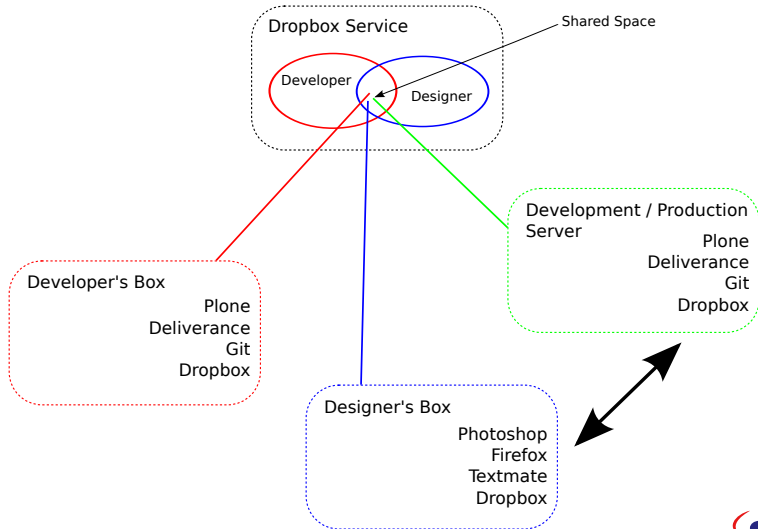 Dropbox Service
Shared Space
Developer
Designer
Development / Production
Server
Plone
Deliverance
Git
Dropbox
Developer's Box
Plone
Deliverance
Git
Dropbox
Designer's Box
Photoshop
Firefox
Textmate
Dropbox